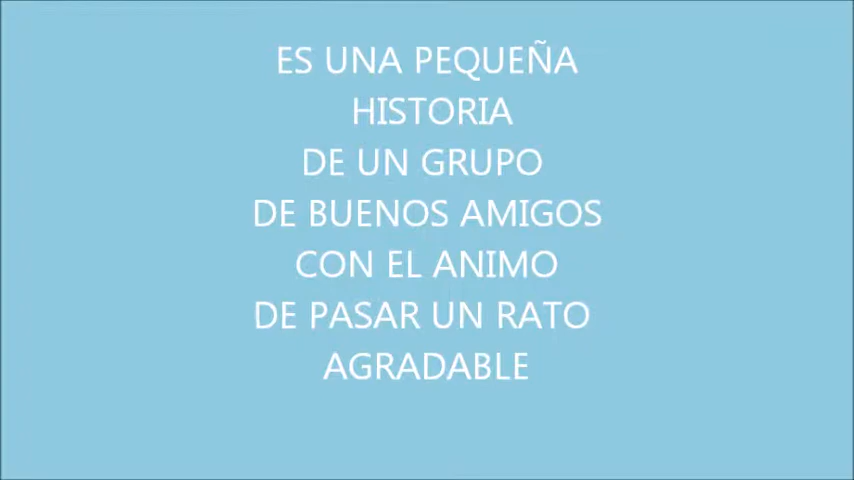 ES UNA PEQUEÑA
HISTORIA
DE UN GRUPO
DE BUENOS AMIGOS
CON EL ANIMO
DE PASAR UN RATO
AGRADABLE